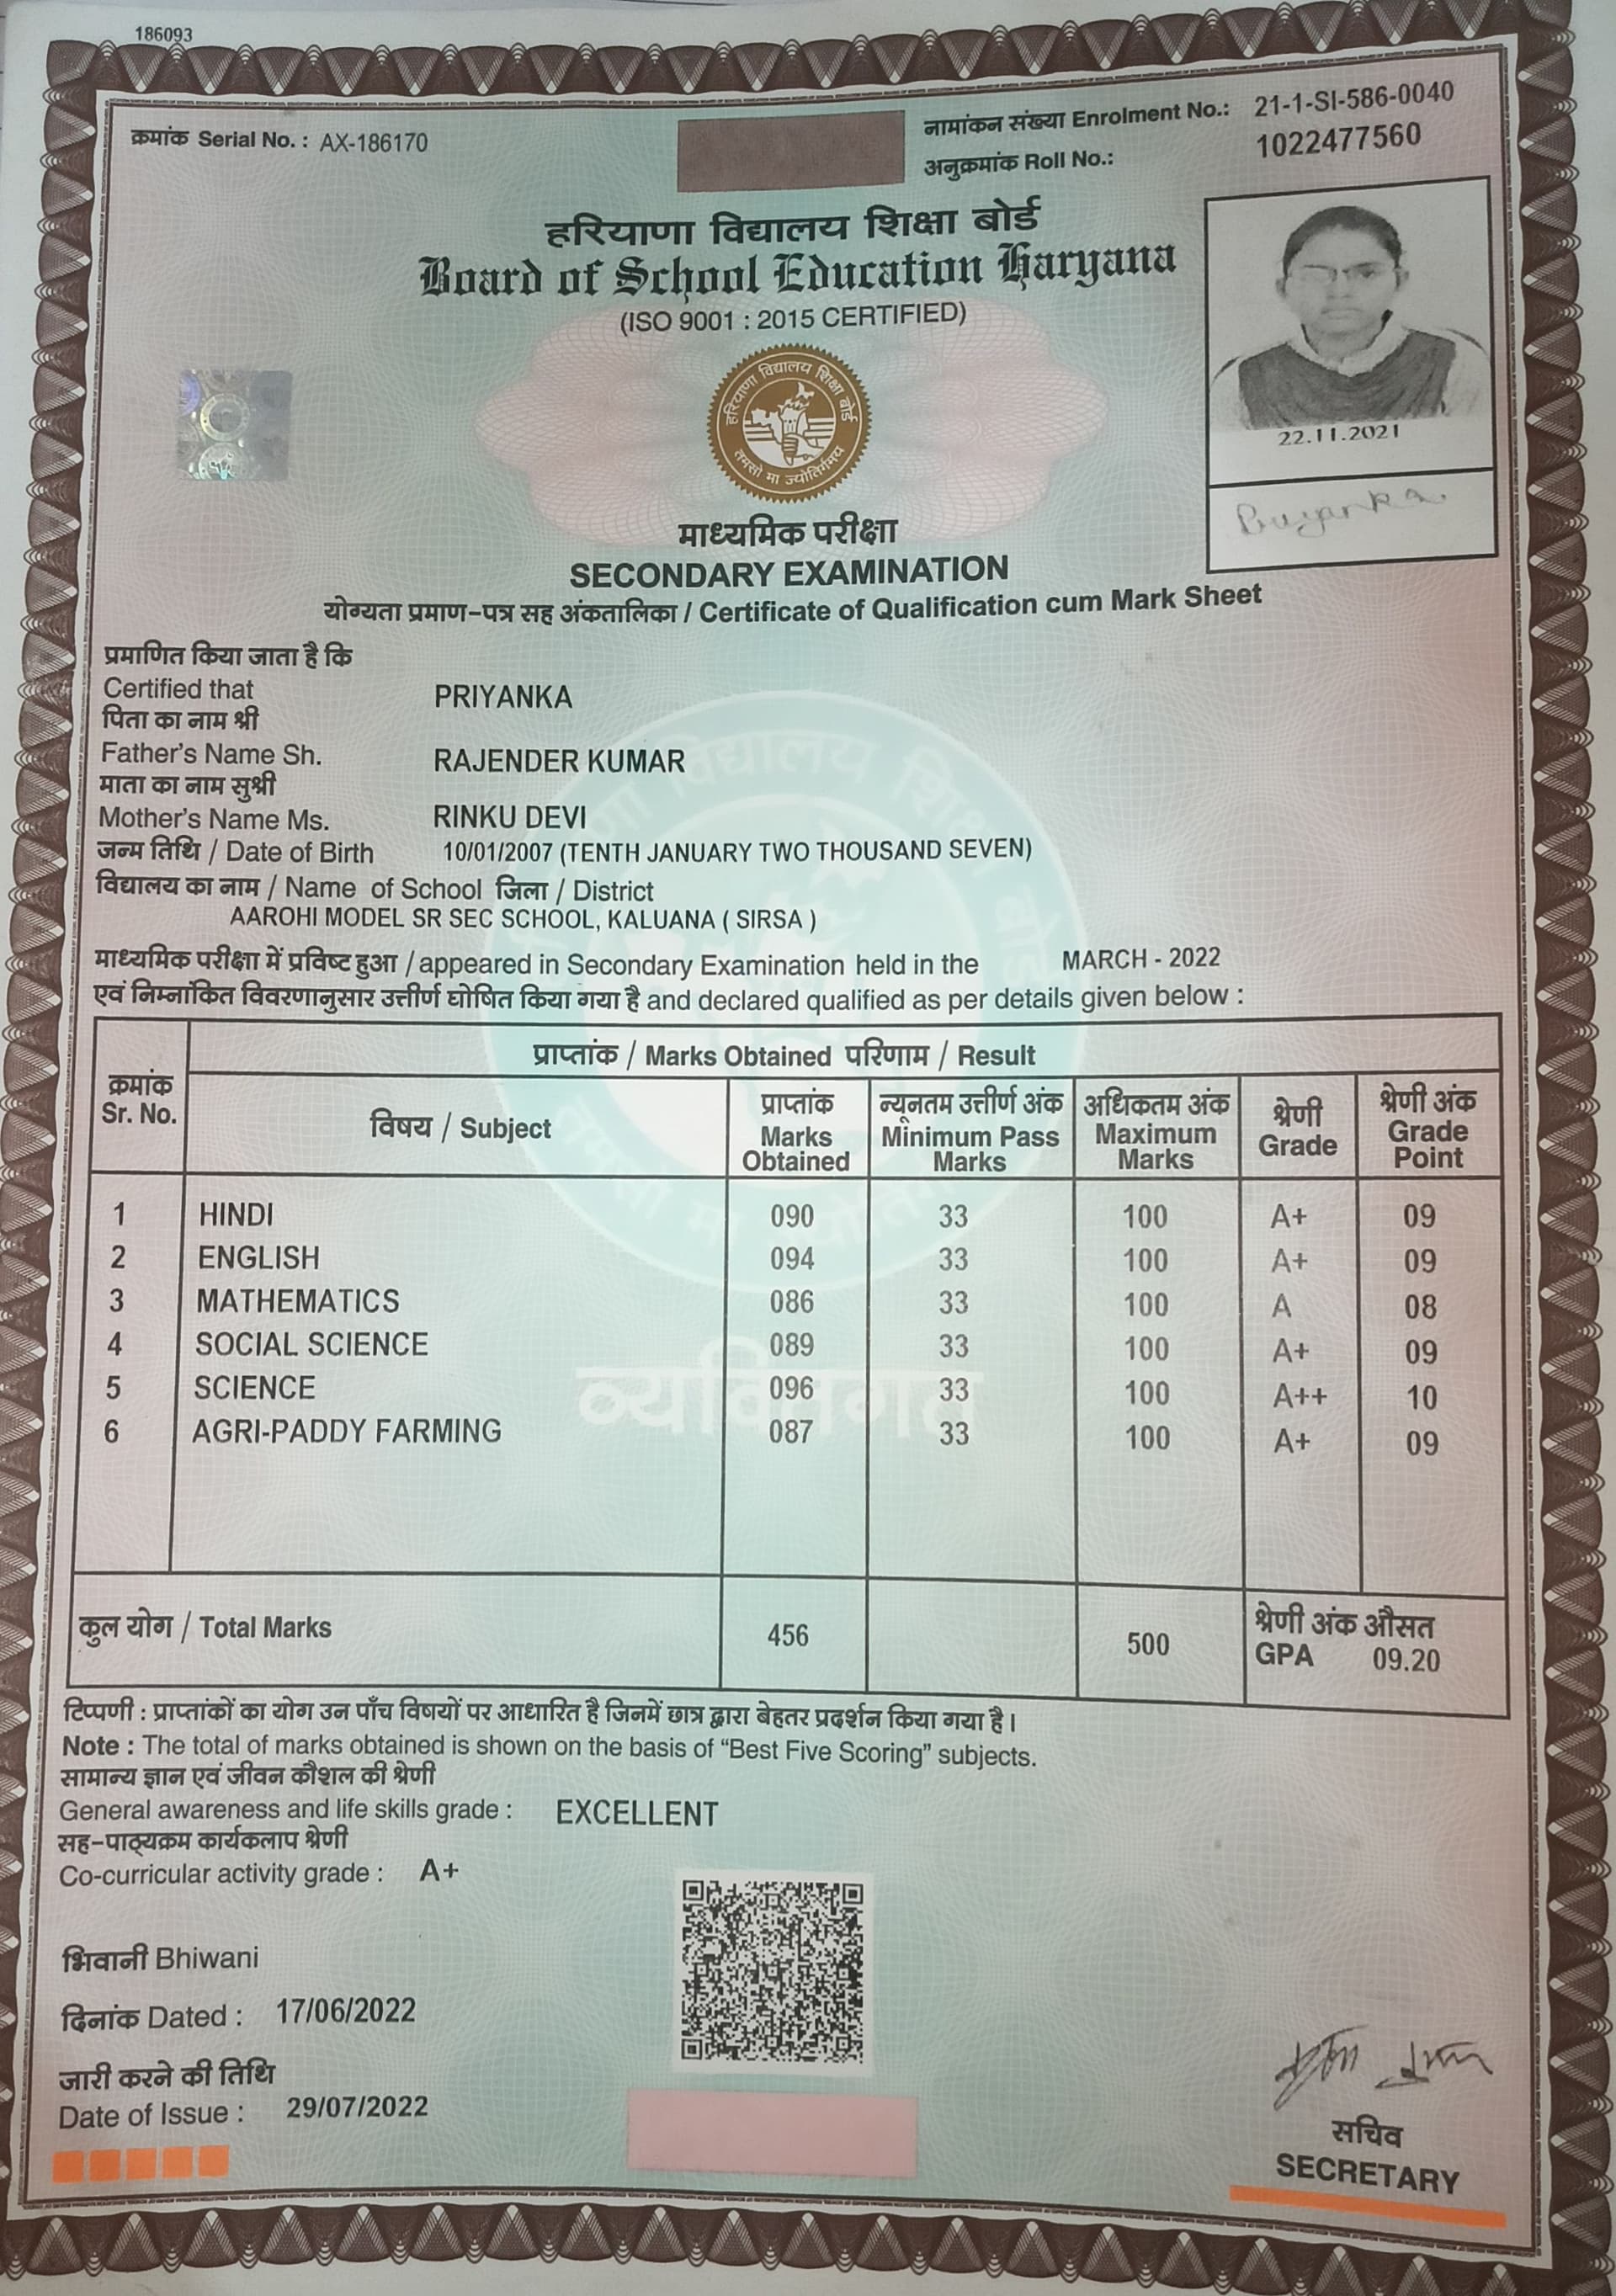 186093
क्रमांक Serial No. : AX-186170
नामांकन संख्या Enrolment No.: 21-1-SI-586-0040
अनुक्रमांक Roll No.: 1022477560
हरियाणा विद्यालय शिक्षा बोर्ड
Board of School Education Haryana
(ISO 9001 : 2015 CERTIFIED)
हरियाणा विद्यालय शिक्षा बोर्ड
तमसो मा ज्योतिर्गमय
22.11.2021
Priyanka
माध्यमिक परीक्षा
SECONDARY EXAMINATION
योग्यता प्रमाण-पत्र सह अंकतालिका / Certificate of Qualification cum Mark Sheet
प्रमाणित किया जाता है कि
Certified that PRIYANKA
पिता का नाम श्री
Father's Name Sh. RAJENDER KUMAR
माता का नाम सुश्री
Mother's Name Ms. RINKU DEVI
जन्म तिथि / Date of Birth 10/01/2007 (TENTH JANUARY TWO THOUSAND SEVEN)
विद्यालय का नाम / Name of School जिला / District
AAROHI MODEL SR SEC SCHOOL, KALUANA ( SIRSA )
माध्यमिक परीक्षा में प्रविष्ट हुआ / appeared in Secondary Examination held in the MARCH - 2022
एवं निम्नांकित विवरणानुसार उत्तीर्ण घोषित किया गया है and declared qualified as per details given below :
प्राप्तांक / Marks Obtained परिणाम / Result
क्रमांक Sr. No. विषय / Subject प्राप्तांक Marks Obtained न्यूनतम उत्तीर्ण अंक Minimum Pass Marks अधिकतम अंक Maximum Marks श्रेणी Grade श्रेणी अंक Grade Point
1 HINDI 090 33 100 A+ 09
2 ENGLISH 094 33 100 A+ 09
3 MATHEMATICS 086 33 100 A 08
4 SOCIAL SCIENCE 089 33 100 A+ 09
5 SCIENCE 096 33 100 A++ 10
6 AGRI-PADDY FARMING 087 33 100 A+ 09
व्यक्तिगत
कुल योग / Total Marks 456 500 श्रेणी अंक औसत GPA 09.20
टिप्पणी : प्राप्तांकों का योग उन पाँच विषयों पर आधारित है जिनमें छात्र द्वारा बेहतर प्रदर्शन किया गया है।
Note : The total of marks obtained is shown on the basis of “Best Five Scoring” subjects.
सामान्य ज्ञान एवं जीवन कौशल की श्रेणी
General awareness and life skills grade : EXCELLENT
सह-पाठ्यक्रम कार्यकलाप श्रेणी
Co-curricular activity grade : A+
भिवानी Bhiwani
दिनांक Dated : 17/06/2022
जारी करने की तिथि
Date of Issue : 29/07/2022
सचिव
SECRETARY